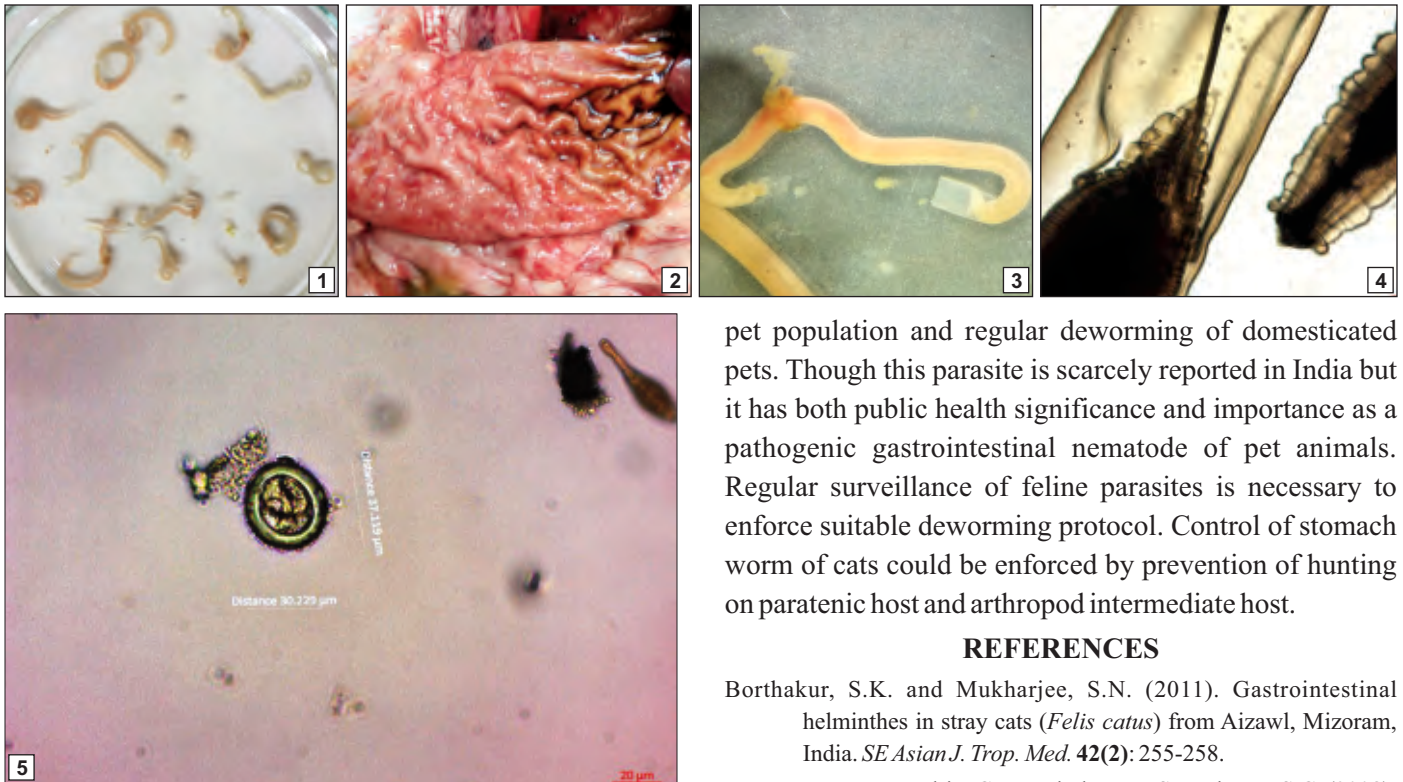 1
2
3
4
Distance 37.119 µm
Distance 30.229 µm
20 µm
5
pet population and regular deworming of domesticated
pets. Though this parasite is scarcely reported in India but
it has both public health significance and importance as a
pathogenic gastrointestinal nematode of pet animals.
Regular surveillance of feline parasites is necessary to
enforce suitable deworming protocol. Control of stomach
worm of cats could be enforced by prevention of hunting
on paratenic host and arthropod intermediate host.
REFERENCES
Borthakur, S.K. and Mukharjee, S.N. (2011). Gastrointestinal
helminthes in stray cats (Felis catus) from Aizawl, Mizoram,
India. SE Asian J. Trop. Med. 42(2): 255-258.